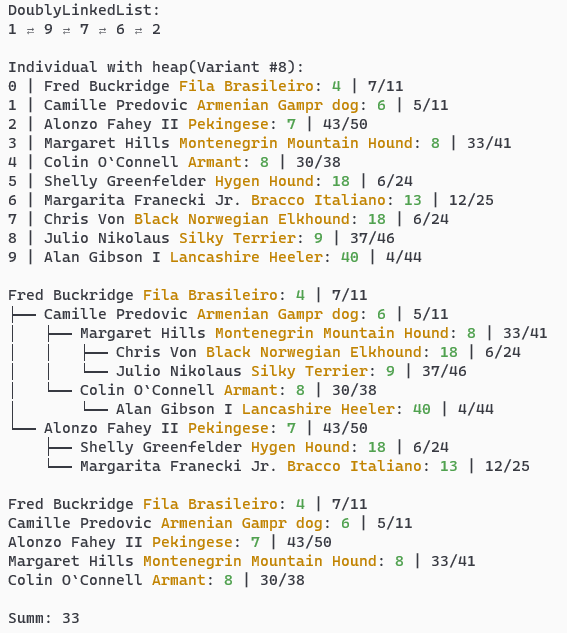 DoublyLinkedList:
1 ⇄ 9 ⇄ 7 ⇄ 6 ⇄ 2

Individual with heap(Variant #8):
0 | Fred Buckridge Fila Brasileiro: 4 | 7/11
1 | Camille Predovic Armenian Gampr dog: 6 | 5/11
2 | Alonzo Fahey II Pekingese: 7 | 43/50
3 | Margaret Hills Montenegrin Mountain Hound: 8 | 33/41
4 | Colin O`Connell Armant: 8 | 30/38
5 | Shelly Greenfelder Hygen Hound: 18 | 6/24
6 | Margarita Franecki Jr. Bracco Italiano: 13 | 12/25
7 | Chris Von Black Norwegian Elkhound: 18 | 6/24
8 | Julio Nikolaus Silky Terrier: 9 | 37/46
9 | Alan Gibson I Lancashire Heeler: 40 | 4/44

Fred Buckridge Fila Brasileiro: 4 | 7/11
├── Camille Predovic Armenian Gampr dog: 6 | 5/11
│   ├── Margaret Hills Montenegrin Mountain Hound: 8 | 33/41
│   │   ├── Chris Von Black Norwegian Elkhound: 18 | 6/24
│   │   └── Julio Nikolaus Silky Terrier: 9 | 37/46
│   └── Colin O`Connell Armant: 8 | 30/38
│       └── Alan Gibson I Lancashire Heeler: 40 | 4/44
└── Alonzo Fahey II Pekingese: 7 | 43/50
    ├── Shelly Greenfelder Hygen Hound: 18 | 6/24
    └── Margarita Franecki Jr. Bracco Italiano: 13 | 12/25

Fred Buckridge Fila Brasileiro: 4 | 7/11
Camille Predovic Armenian Gampr dog: 6 | 5/11
Alonzo Fahey II Pekingese: 7 | 43/50
Margaret Hills Montenegrin Mountain Hound: 8 | 33/41
Colin O`Connell Armant: 8 | 30/38

Summ: 33